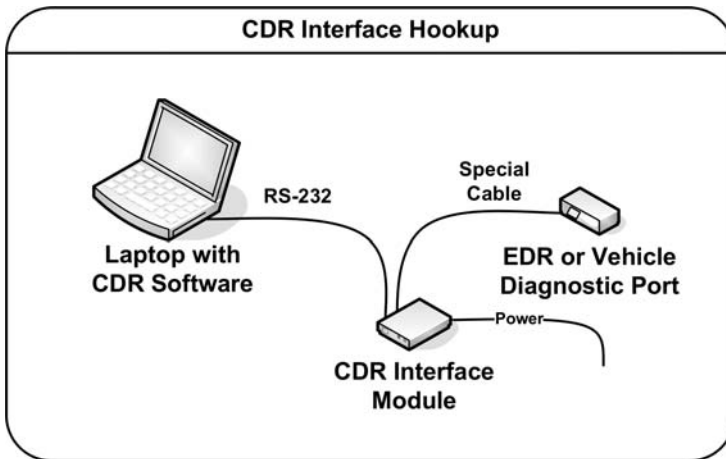 CDR Interface Hookup
RS-232
Special
Cable
Laptop with
CDR Software
EDR or Vehicle
Diagnostic Port
Power
CDR Interface
Module